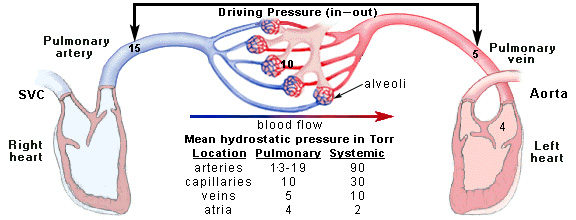 Driving Pressure (in–out)
Pulmonary
artery
15
10
5
Pulmonary
vein
alveoli
SVC
Aorta
blood flow
4
Right
heart
Left
heart
Mean hydrostatic pressure in Torr
Location Pulmonary Systemic
arteries 13-19 90
capillaries 10 30
veins 5 10
atria 4 2